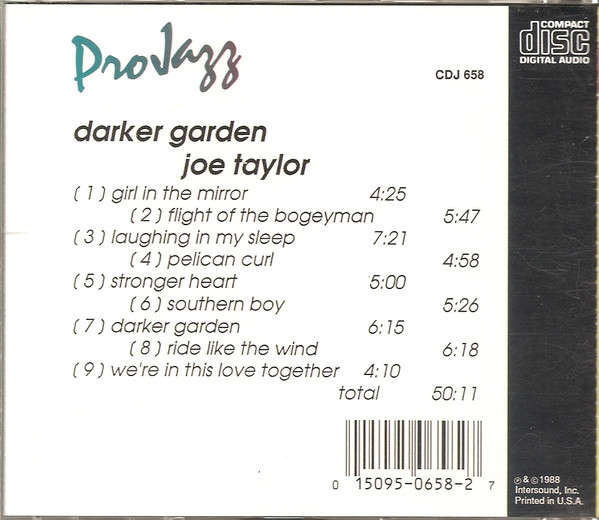 ProJazz
COMPACT
disc
DIGITAL AUDIO
CDJ 658
darker garden
joe taylor
(1) girl in the mirror 4:25
(2) flight of the bogeyman 5:47
(3) laughing in my sleep 7:21
(4) pelican curl 4:58
(5) stronger heart 5:00
(6) southern boy 5:26
(7) darker garden 6:15
(8) ride like the wind 6:18
(9) we're in this love together 4:10
total 50:11
0 15095-0658-2 7
℗ & © 1988
Intersound, Inc.
Printed in U.S.A.